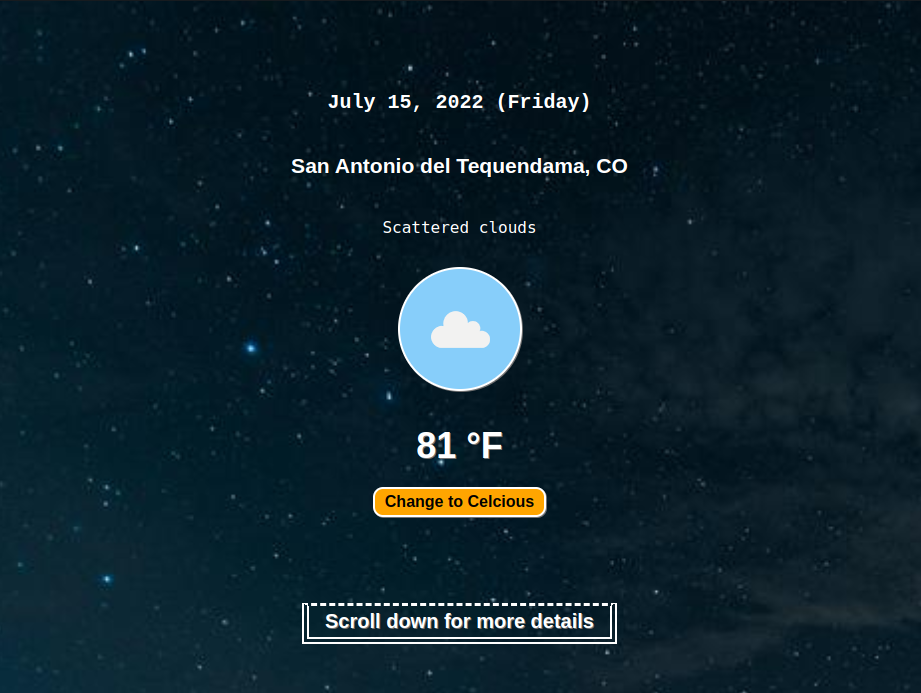 July 15, 2022 (Friday)
San Antonio del Tequendama, CO
Scattered clouds
81 °F
Change to Celcious
Scroll down for more details